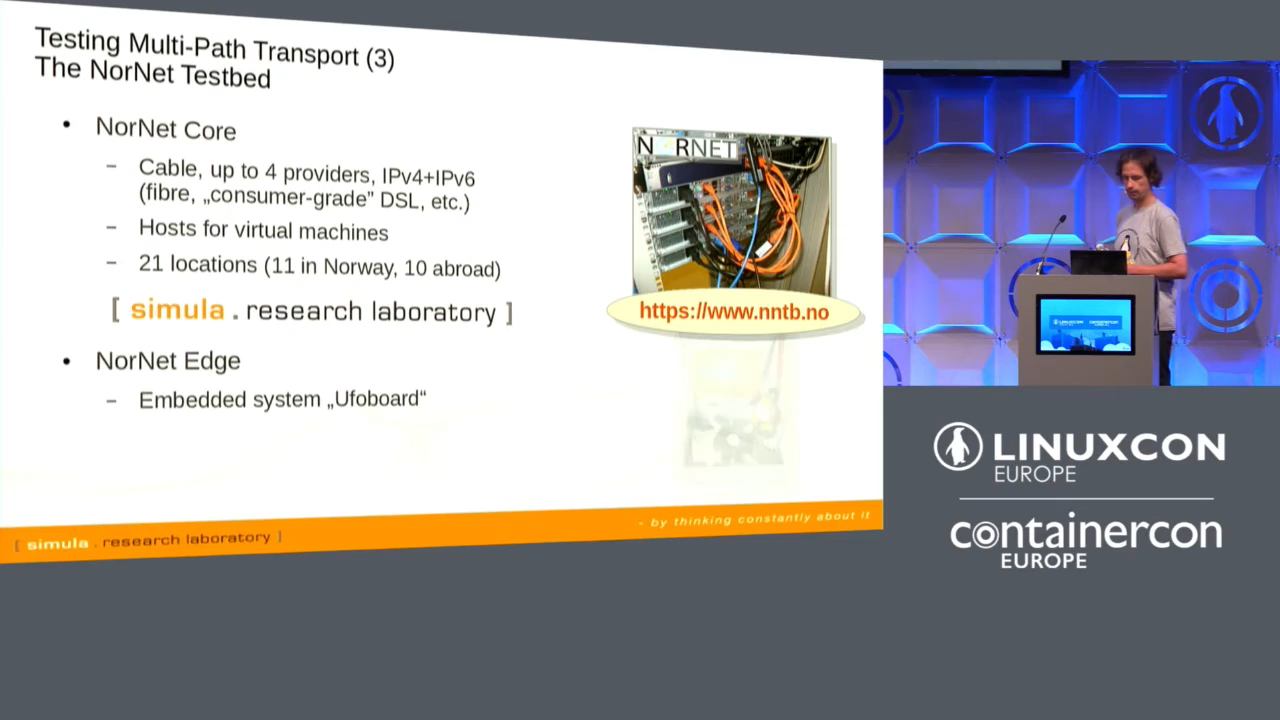 Testing Multi-Path Transport (3)
The NorNet Testbed
• NorNet Core
– Cable, up to 4 providers, IPv4+IPv6
(fibre, „consumer-grade” DSL, etc.)
– Hosts for virtual machines
– 21 locations (11 in Norway, 10 abroad)
[ simula . research laboratory ]
• NorNet Edge
– Embedded system „Ufoboard“
NORNET
https://www.nntb.no
[ simula . research laboratory ]
- by thinking constantly about it
LINUXCON
EUROPE
containercon
EUROPE